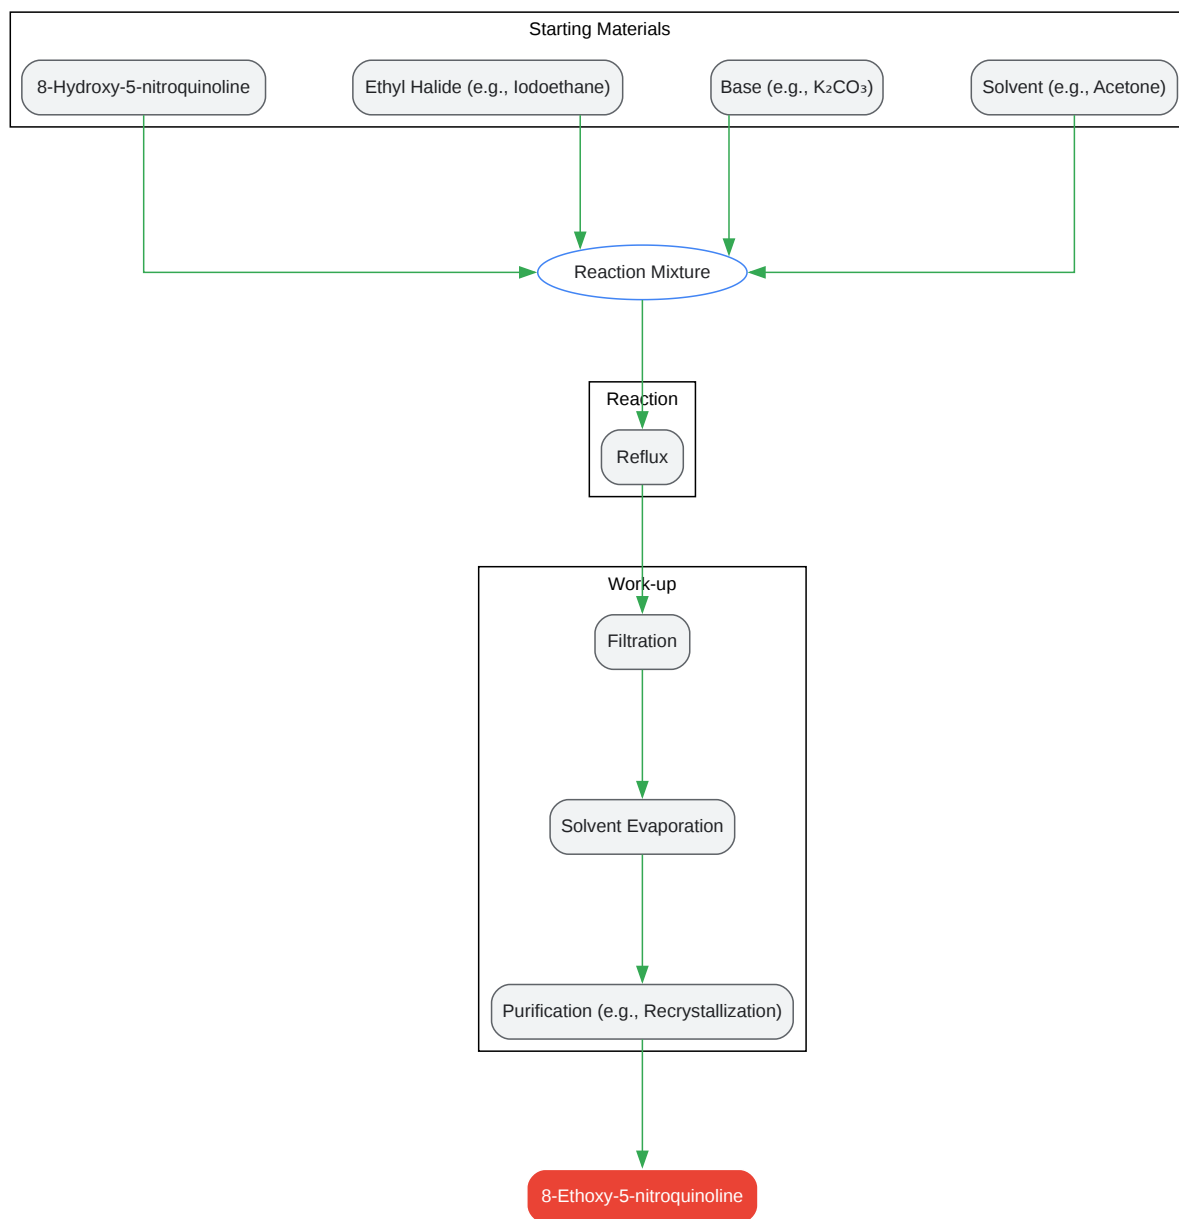 Starting Materials
8-Hydroxy-5-nitroquinoline
Ethyl Halide (e.g., Iodoethane)
Base (e.g., K₂CO₃)
Solvent (e.g., Acetone)
Reaction Mixture
Reaction
Reflux
Work-up
Filtration
Solvent Evaporation
Purification (e.g., Recrystallization)
8-Ethoxy-5-nitroquinoline